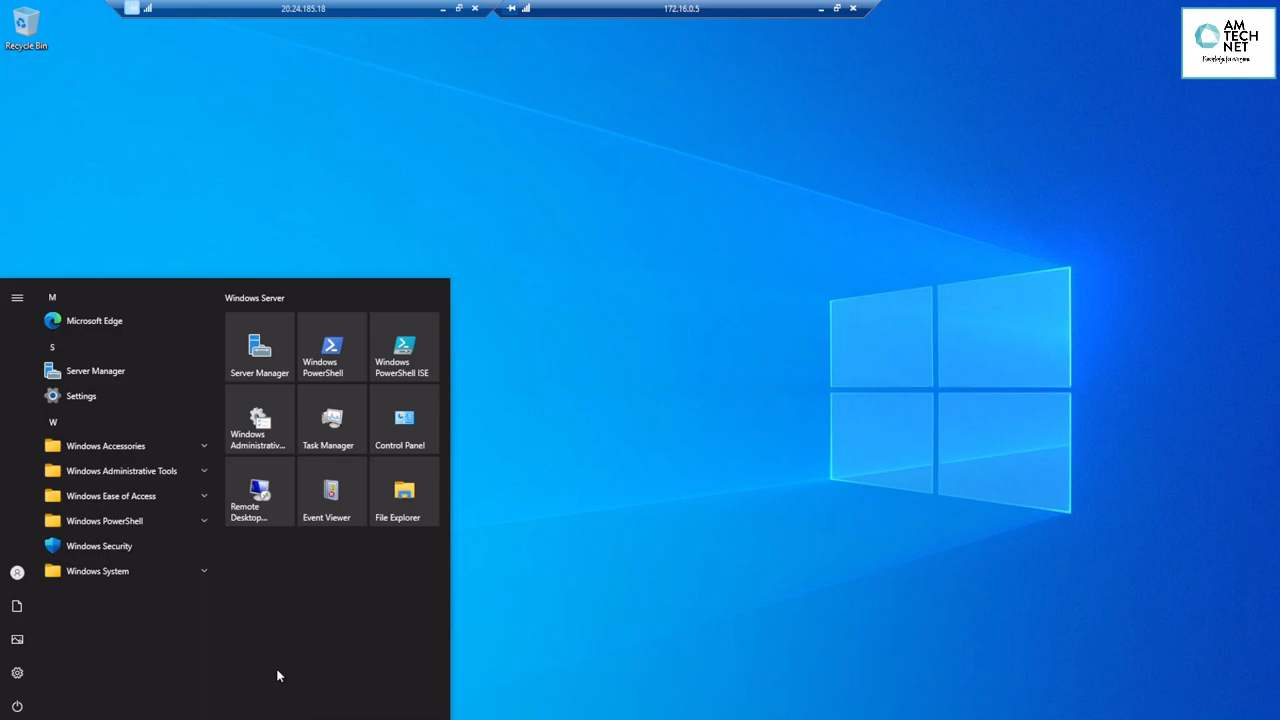 20.24.185.18
172.16.0.5
Recycle Bin
AM
TECH
NET
M
Microsoft Edge
S
Server Manager
Settings
W
Windows Accessories
Windows Administrative Tools
Windows Ease of Access
Windows PowerShell
Windows Security
Windows System
Windows Server
Server Manager
Windows
PowerShell
Windows
PowerShell ISE
Windows
Administrativ...
Task Manager
Control Panel
Remote
Desktop...
Event Viewer
File Explorer